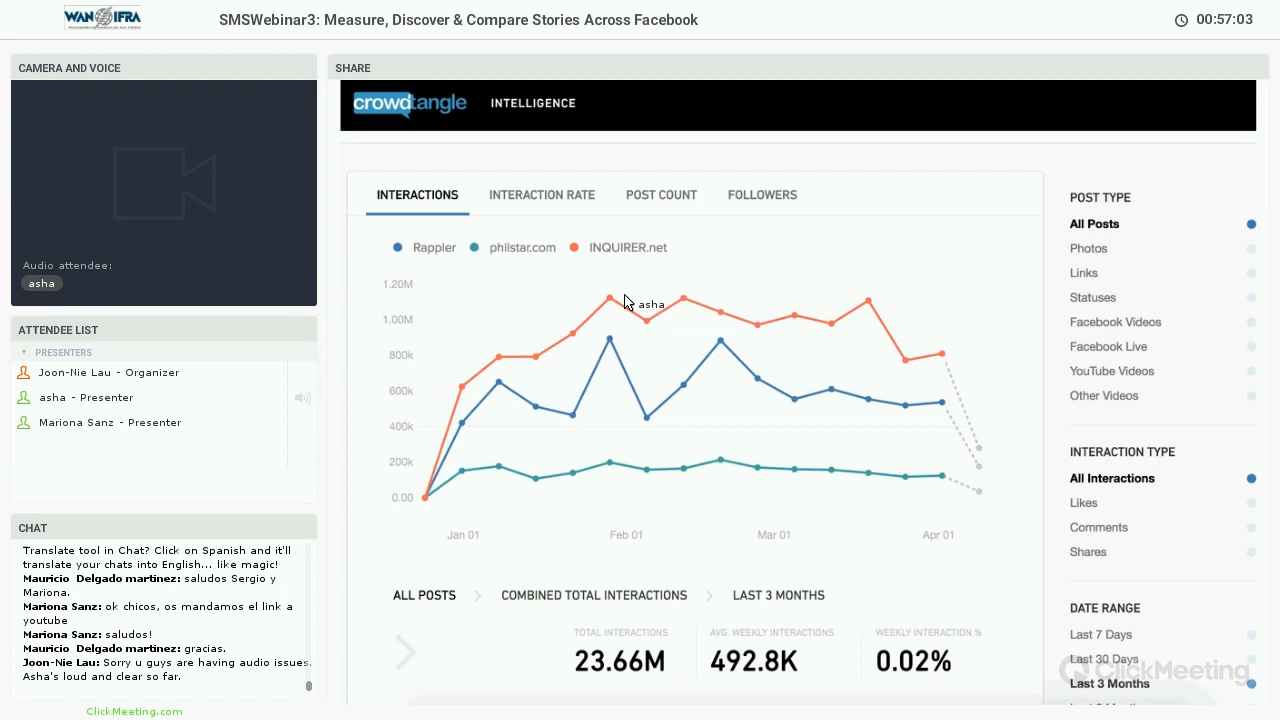 WAN IFRA
SMSWebinar3: Measure, Discover & Compare Stories Across Facebook
00:57:03
CAMERA AND VOICE
Audio attendee:
asha
ATTENDEE LIST
PRESENTERS
Joon-Nie Lau - Organizer
asha - Presenter
Mariona Sanz - Presenter
CHAT
Translate tool in Chat? Click on Spanish and it'll
translate your chats into English... like magic!
Mauricio Delgado martinez: saludos Sergio y
Mariona.
Mariona Sanz: ok chicos, os mandamos el link a
youtube
Mariona Sanz: saludos!
Mauricio Delgado martinez: gracias.
Joon-Nie Lau: Sorry u guys are having audio issues.
Asha's loud and clear so far.
ClickMeeting.com
SHARE
crowdtangle INTELLIGENCE
INTERACTIONS INTERACTION RATE POST COUNT FOLLOWERS
Rappler philstar.com INQUIRER.net
1.20M
1.00M
800k
600k
400k
200k
0.00
asha
Jan 01 Feb 01 Mar 01 Apr 01
ALL POSTS COMBINED TOTAL INTERACTIONS LAST 3 MONTHS
TOTAL INTERACTIONS AVG. WEEKLY INTERACTIONS WEEKLY INTERACTION %
23.66M 492.8K 0.02%
POST TYPE
All Posts
Photos
Links
Statuses
Facebook Videos
Facebook Live
YouTube Videos
Other Videos
INTERACTION TYPE
All Interactions
Likes
Comments
Shares
DATE RANGE
Last 7 Days
Last 30 Days
Last 3 Months
ClickMeeting